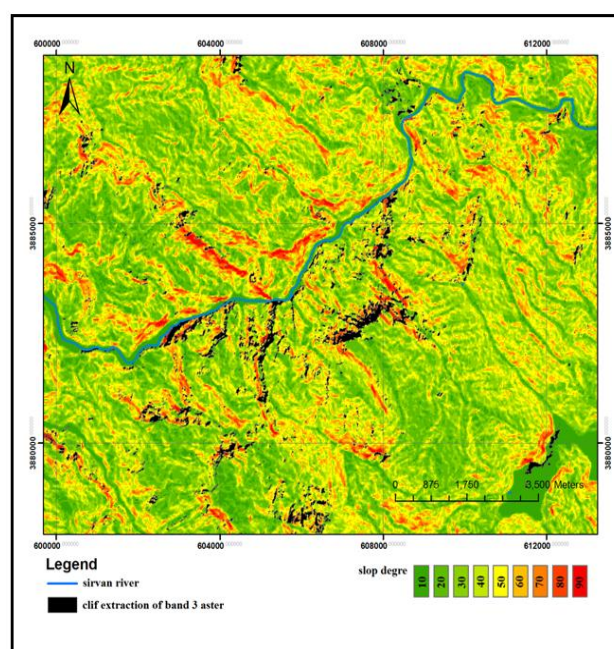 600000 604000 608000 612000
N
3885000 3885000
3880000 3880000
0 875 1,750 3,500 Meters
600000 604000 608000 612000
Legend
sirvan river
clif extraction of band 3 aster
slop degre
10 20 30 40 50 60 70 80 90